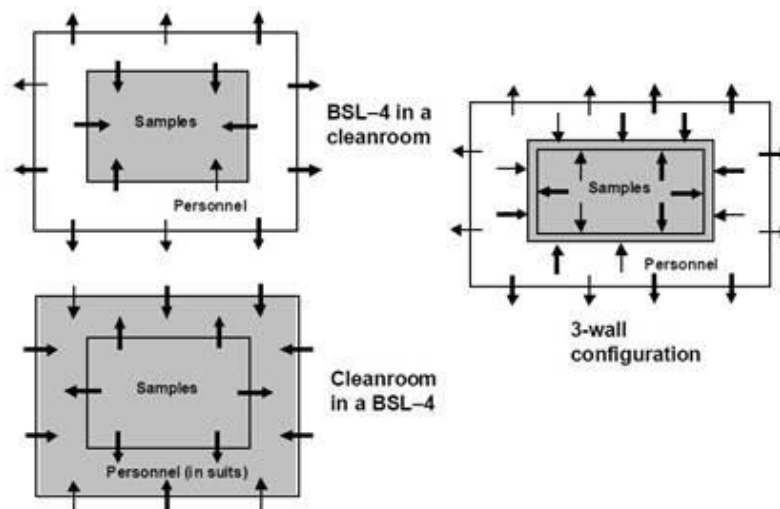 Samples
Personnel
BSL–4 in a
cleanroom
Samples
Personnel (in suits)
Cleanroom
in a BSL–4
Samples
Personnel
3-wall
configuration